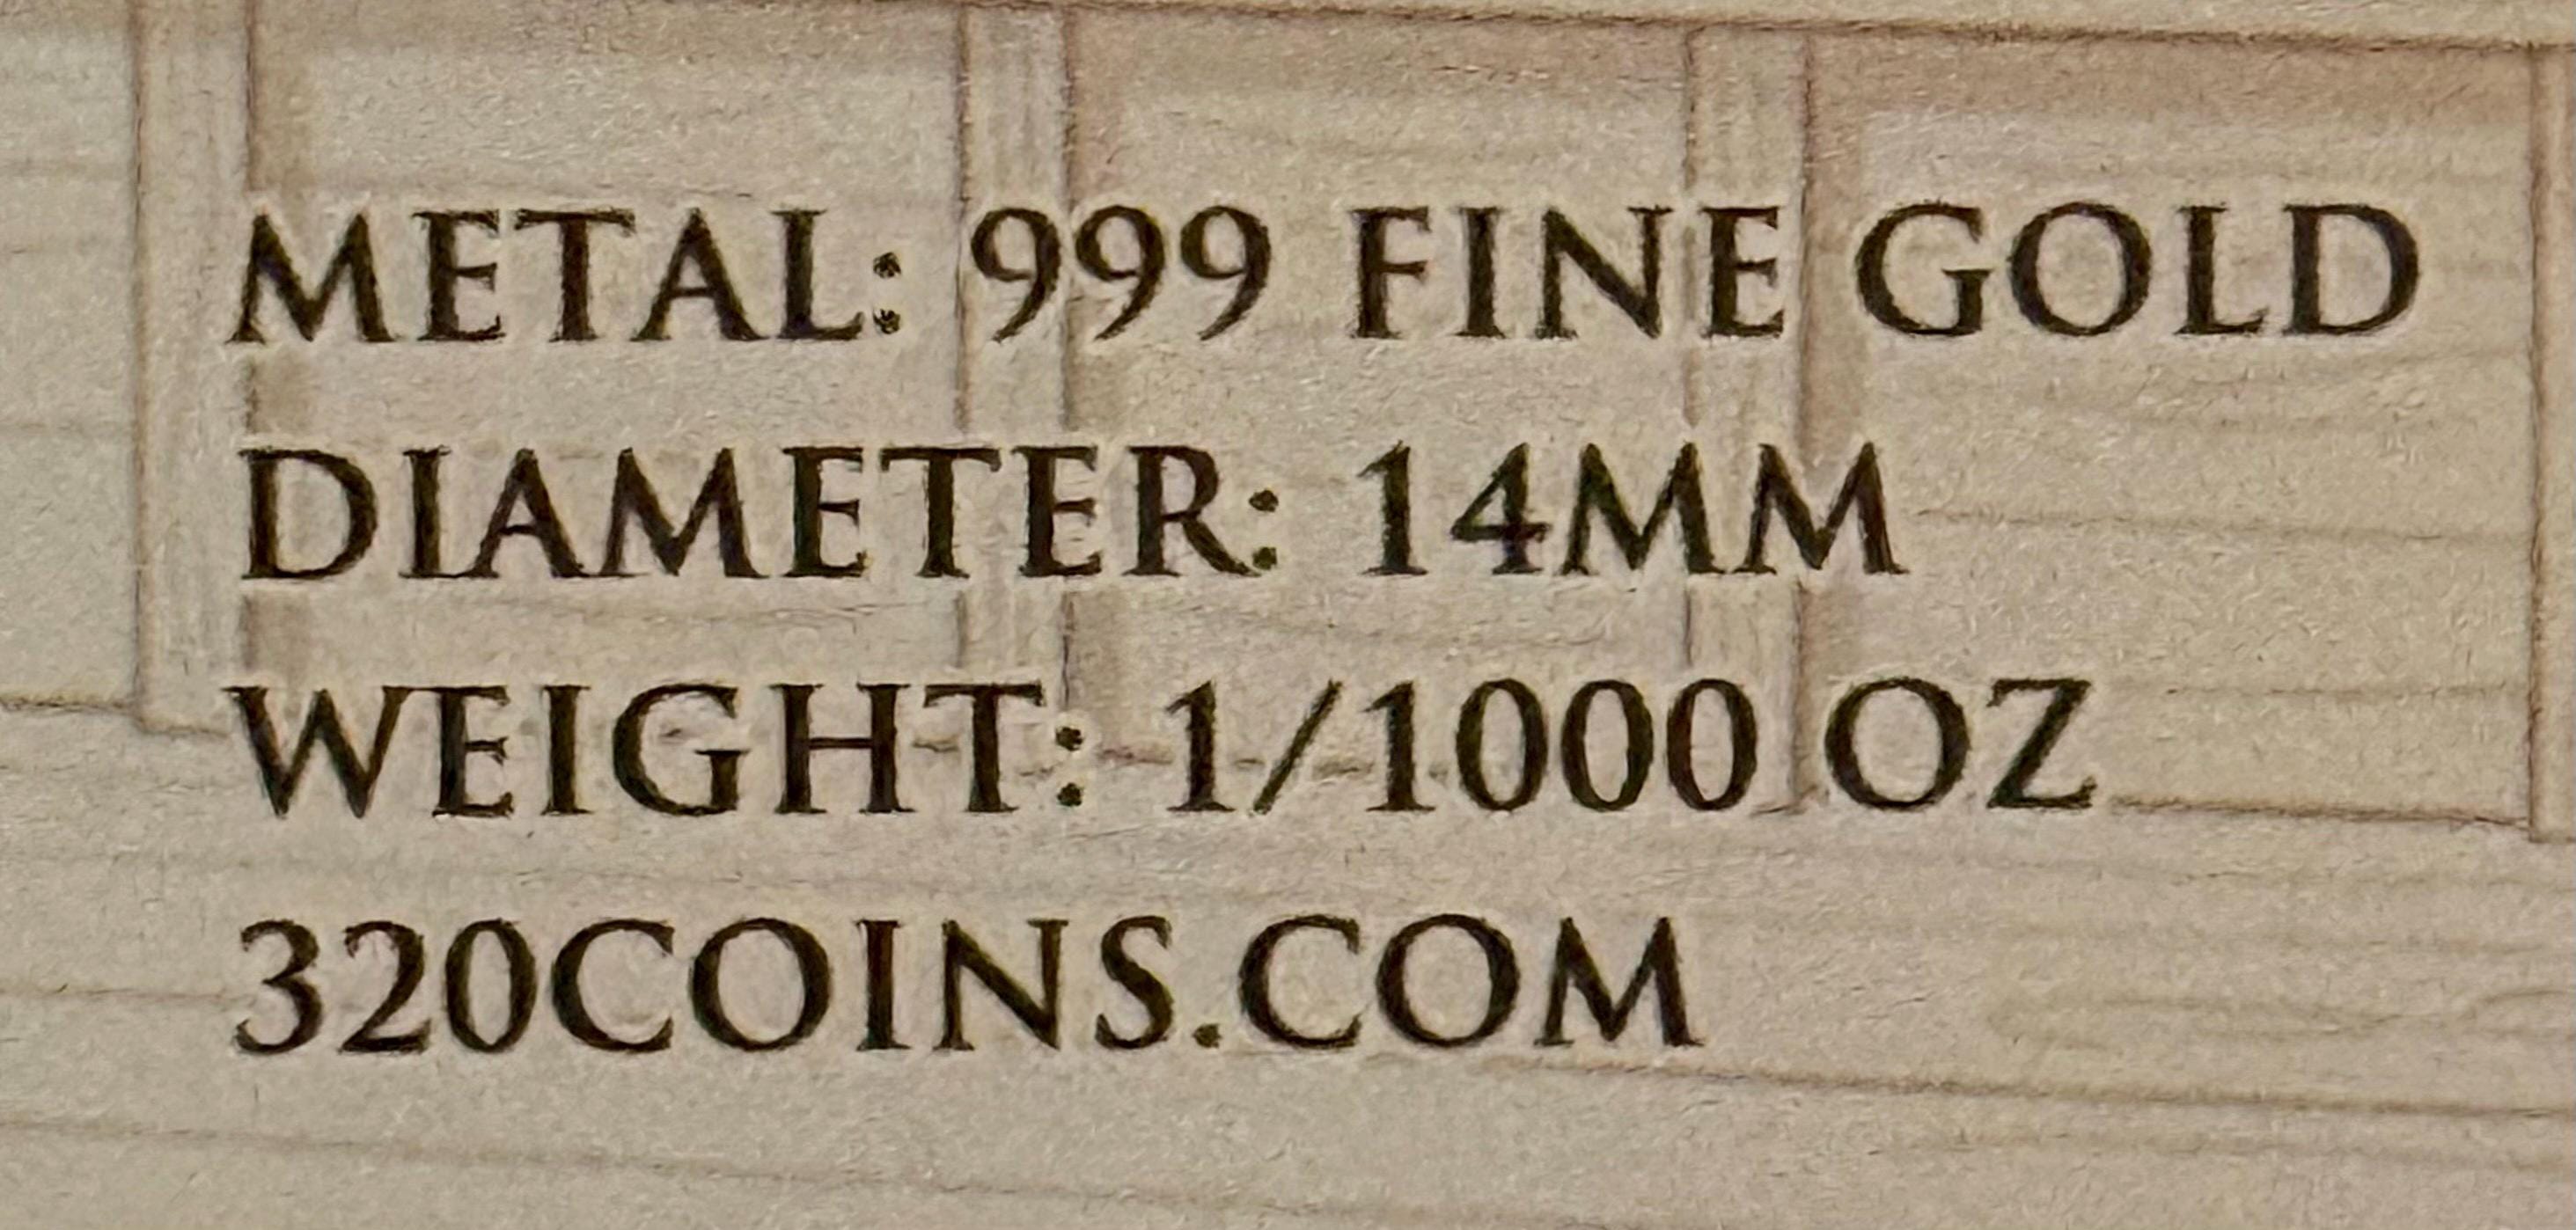 METAL: 999 FINE GOLD
DIAMETER: 14MM
WEIGHT: 1/1000 OZ
320COINS.COM